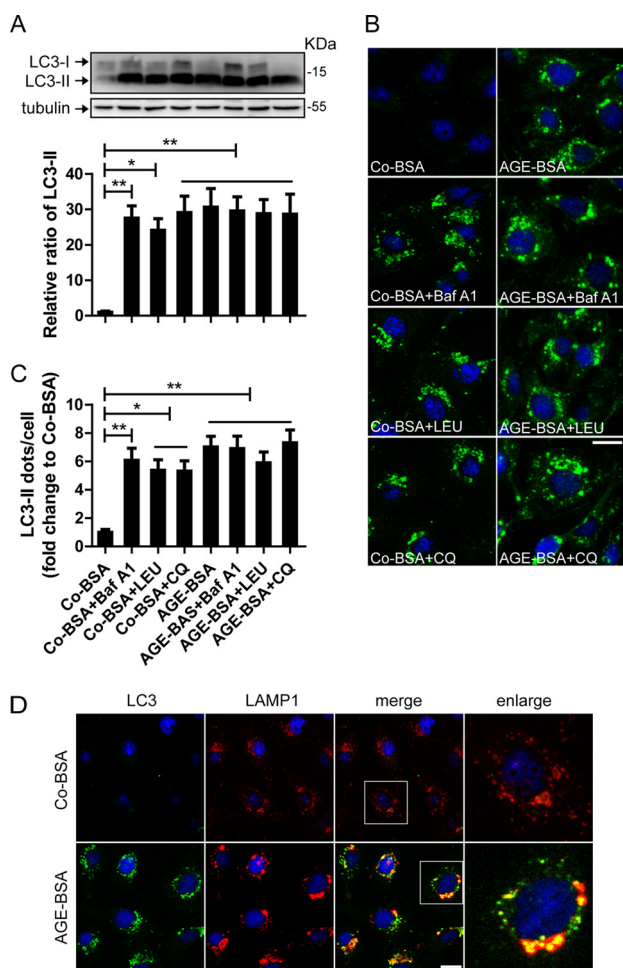 A
KDa
LC3-I
-15
LC3-II
tubulin
-55
Relative ratio of LC3-II
40
30
20
10
0
**
*
**
B
Co-BSA
AGE-BSA
Co-BSA+Baf A1
AGE-BSA+Baf A1
Co-BSA+LEU
AGE-BSA+LEU
Co-BSA+CQ
AGE-BSA+CQ
C
LC3-II dots/cell
(fold change to Co-BSA)
10
8
6
4
2
0
**
*
**
Co-BSA
Co-BSA+Baf A1
Co-BSA+LEU
Co-BSA+CQ
AGE-BSA
AGE-BAS+Baf A1
AGE-BSA+LEU
AGE-BSA+CQ
D
LC3
LAMP1
merge
enlarge
Co-BSA
AGE-BSA